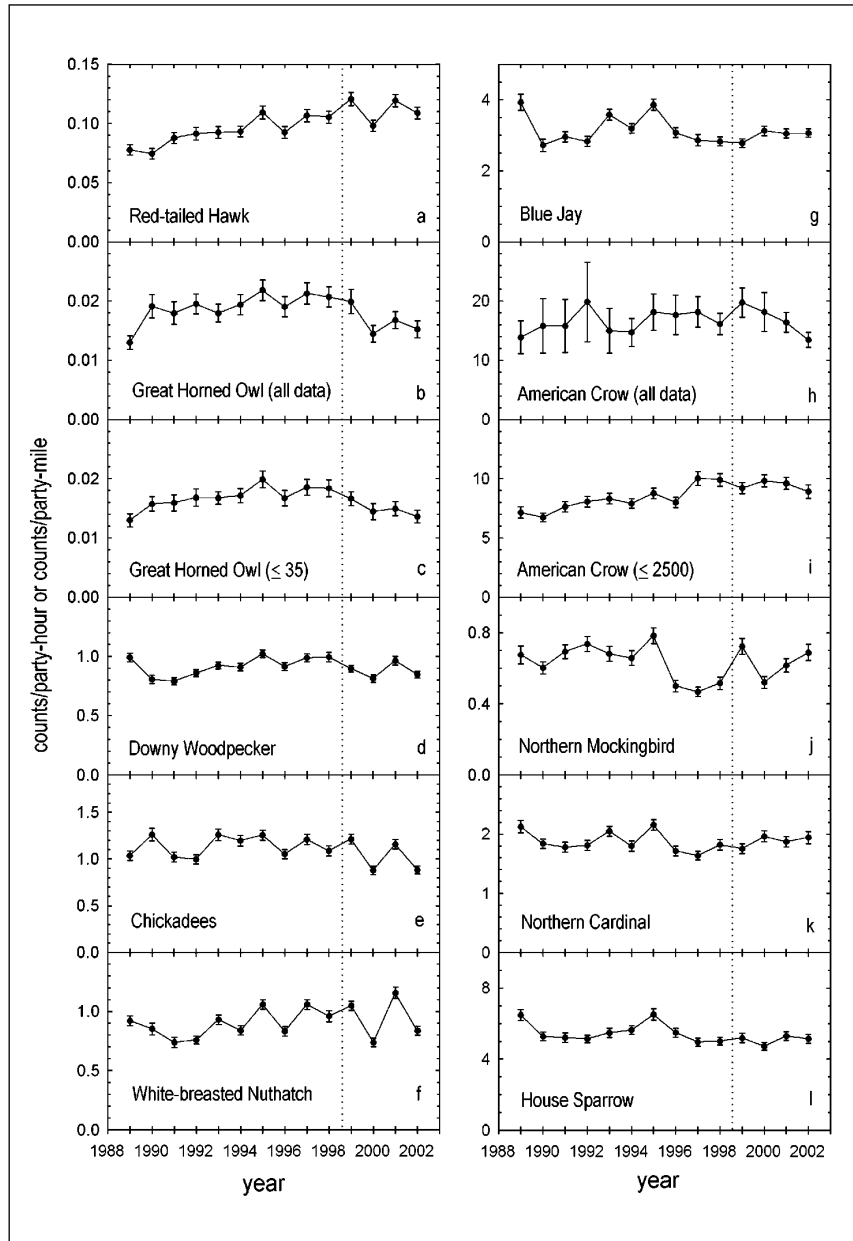 counts/party-hour or counts/party-mile
0.15
0.10
0.05
0.00
Red-tailed Hawk
a
0.02
0.01
0.00
Great Horned Owl (all data)
b
0.02
0.01
0.00
Great Horned Owl (≤ 35)
c
1.0
0.5
0.0
Downy Woodpecker
d
1.5
1.0
0.5
0.0
Chickadees
e
1.0
0.5
0.0
White-breasted Nuthatch
f
1988 1990 1992 1994 1996 1998 2000 2002
year
4
2
0
Blue Jay
g
20
10
0
American Crow (all data)
h
10
5
0
American Crow (≤ 2500)
i
0.8
0.4
0.0
Northern Mockingbird
j
2
0
Northern Cardinal
k
8
4
0
House Sparrow
l
1988 1990 1992 1994 1996 1998 2000 2002
year